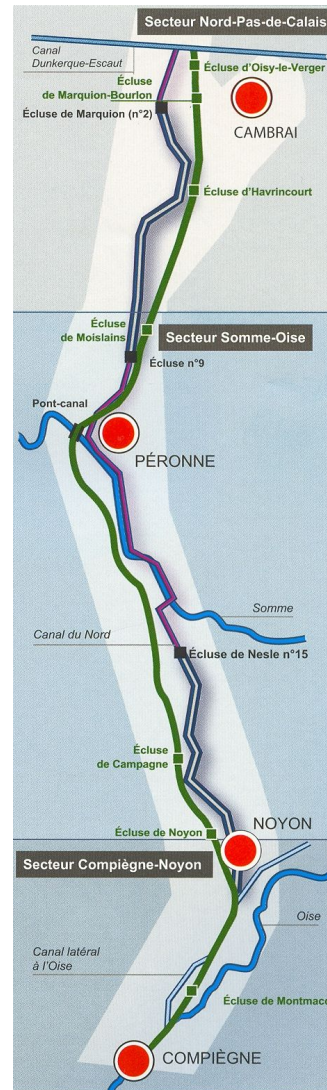 Secteur Nord-Pas-de-Calais
Canal
Dunkerque-Escaut
Écluse d'Oisy-le-Verger
Écluse
de Marquion-Bourlon
Écluse de Marquion (n°2)
CAMBRAI
Écluse d'Havrincourt
Écluse
de Moislains
Secteur Somme-Oise
Écluse n°9
Pont-canal
PÉRONNE
Somme
Canal du Nord
Écluse de Nesle n°15
Écluse
de Campagne
NOYON
Écluse de Noyon
Secteur Compiègne-Noyon
Oise
Canal latéral
à l'Oise
Écluse de Montmacq
COMPIÈGNE